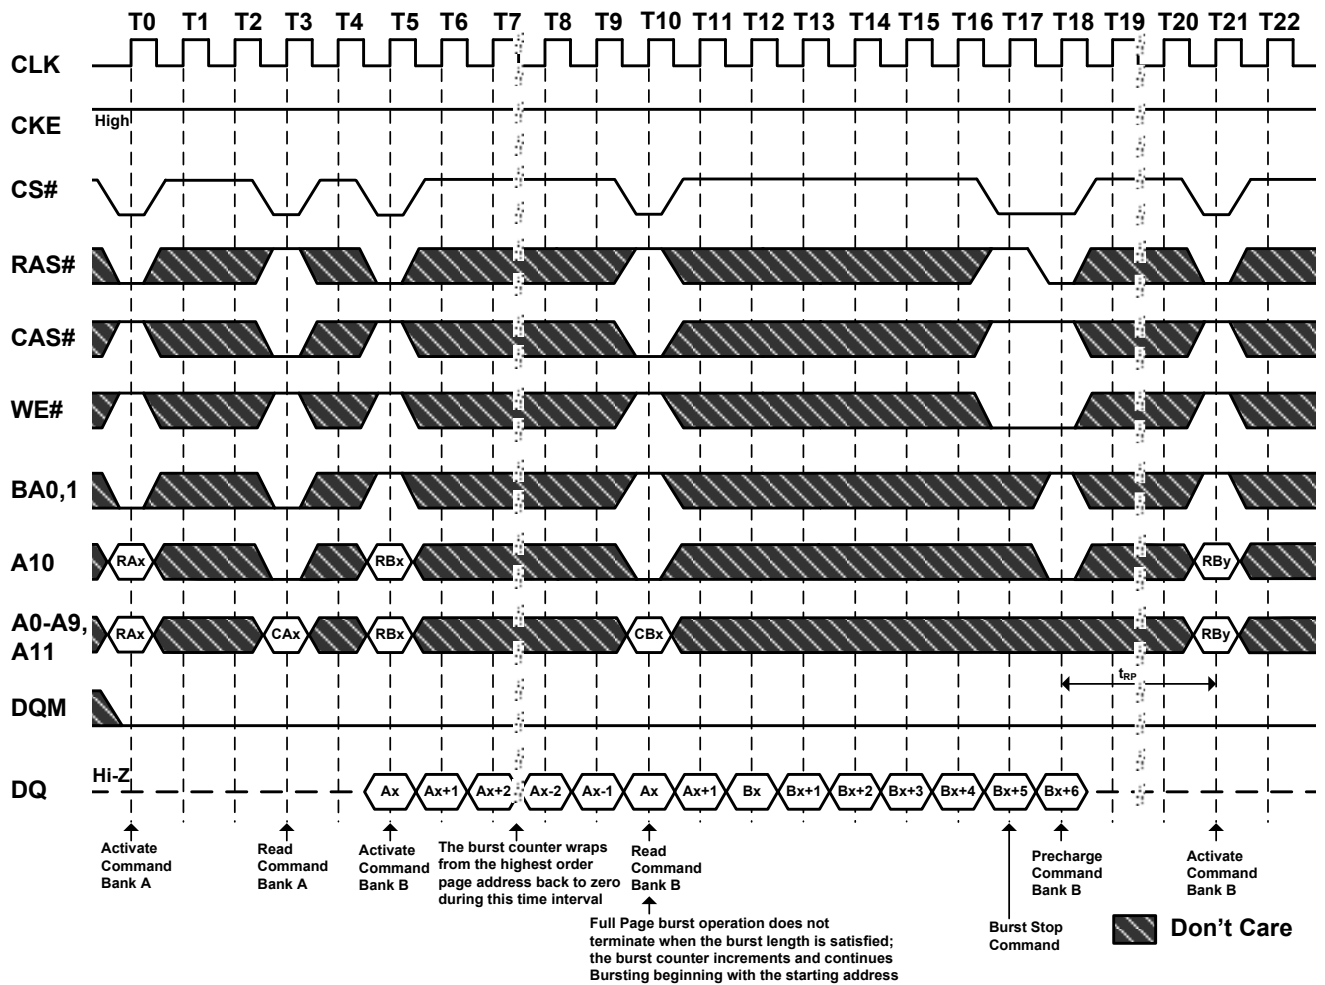 T0 T1 T2 T3 T4 T5 T6 T7 T8 T9 T10 T11 T12 T13 T14 T15 T16 T17 T18 T19 T20 T21 T22
CLK
CKE High
CS#
RAS#
CAS#
WE#
BA0,1
A10 RAx RBx RBy
A0-A9,
A11 RAx CAx RBx CBx RBy
tRP
DQM
Hi-Z
DQ Ax Ax+1 Ax+2 Ax-2 Ax-1 Ax Ax+1 Bx Bx+1 Bx+2 Bx+3 Bx+4 Bx+5 Bx+6
Activate
Command
Bank A
Read
Command
Bank A
Activate
Command
Bank B
The burst counter wraps
from the highest order
page address back to zero
during this time interval
Read
Command
Bank B
Full Page burst operation does not
terminate when the burst length is satisfied;
the burst counter increments and continues
Bursting beginning with the starting address
Burst Stop
Command
Precharge
Command
Bank B
Activate
Command
Bank B
Don't Care